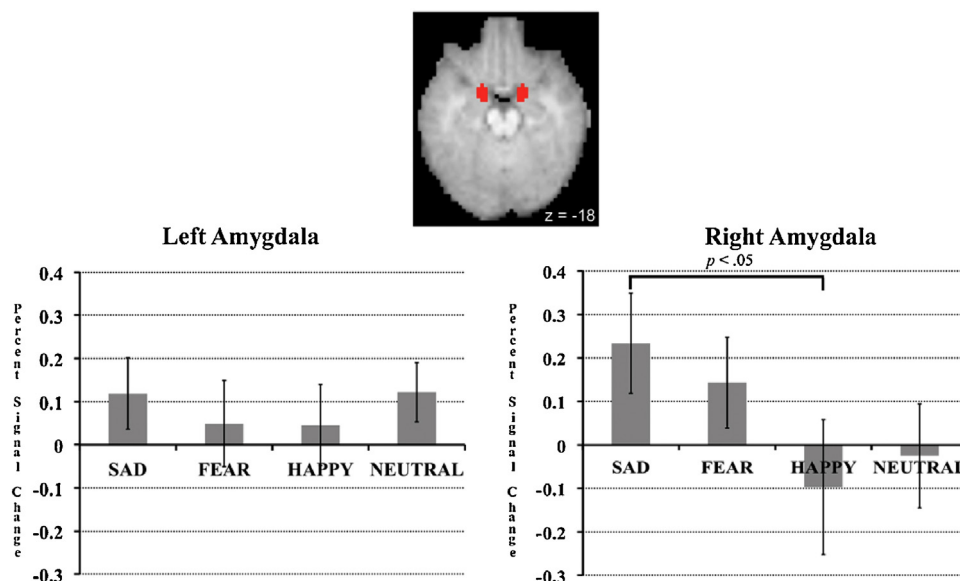 z = -18
Left Amygdala
Percent Signal Change
0.4
0.3
0.2
0.1
0
-0.1
-0.2
-0.3
SAD FEAR HAPPY NEUTRAL
Right Amygdala
p < .05
Percent Signal Change
0.4
0.3
0.2
0.1
0
-0.1
-0.2
-0.3
SAD FEAR HAPPY NEUTRAL